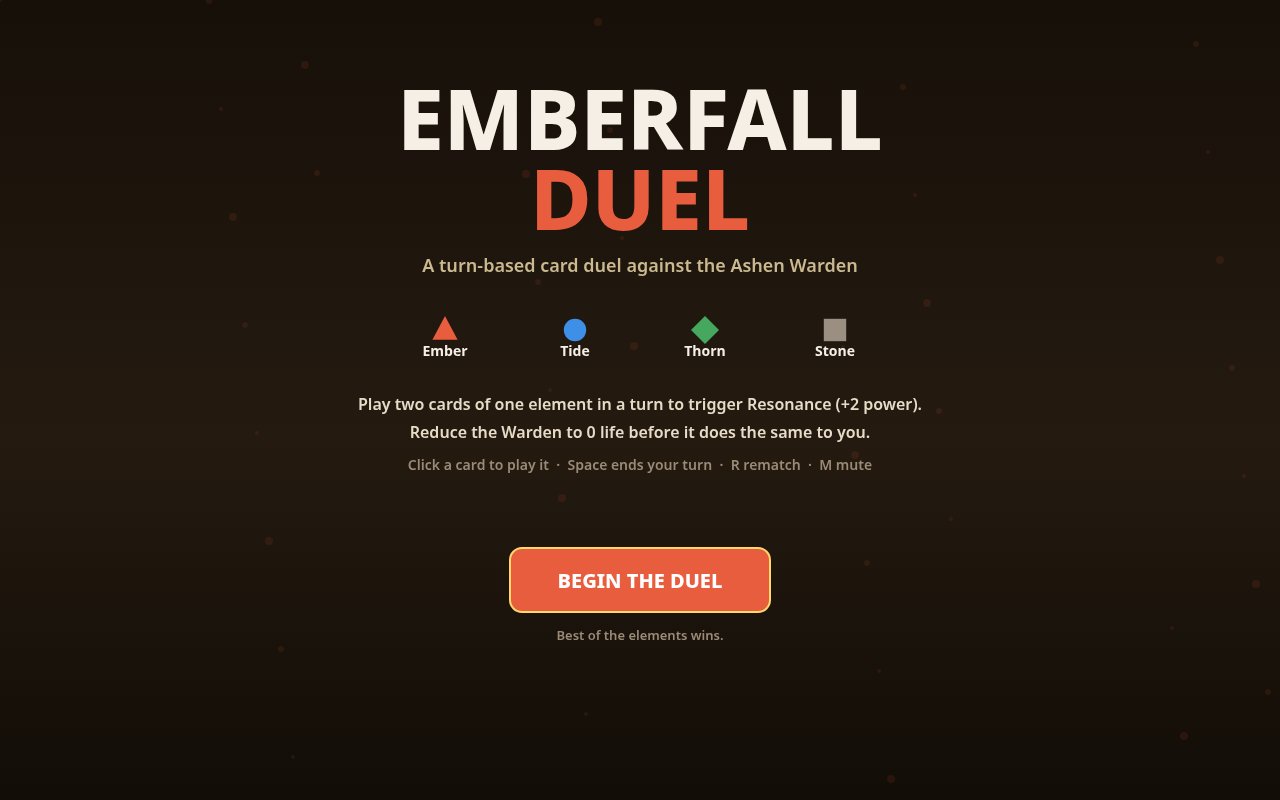 EMBERFALL
DUEL
A turn-based card duel against the Ashen Warden
Ember Tide Thorn Stone
Play two cards of one element in a turn to trigger Resonance (+2 power).
Reduce the Warden to 0 life before it does the same to you.
Click a card to play it · Space ends your turn · R rematch · M mute
BEGIN THE DUEL
Best of the elements wins.